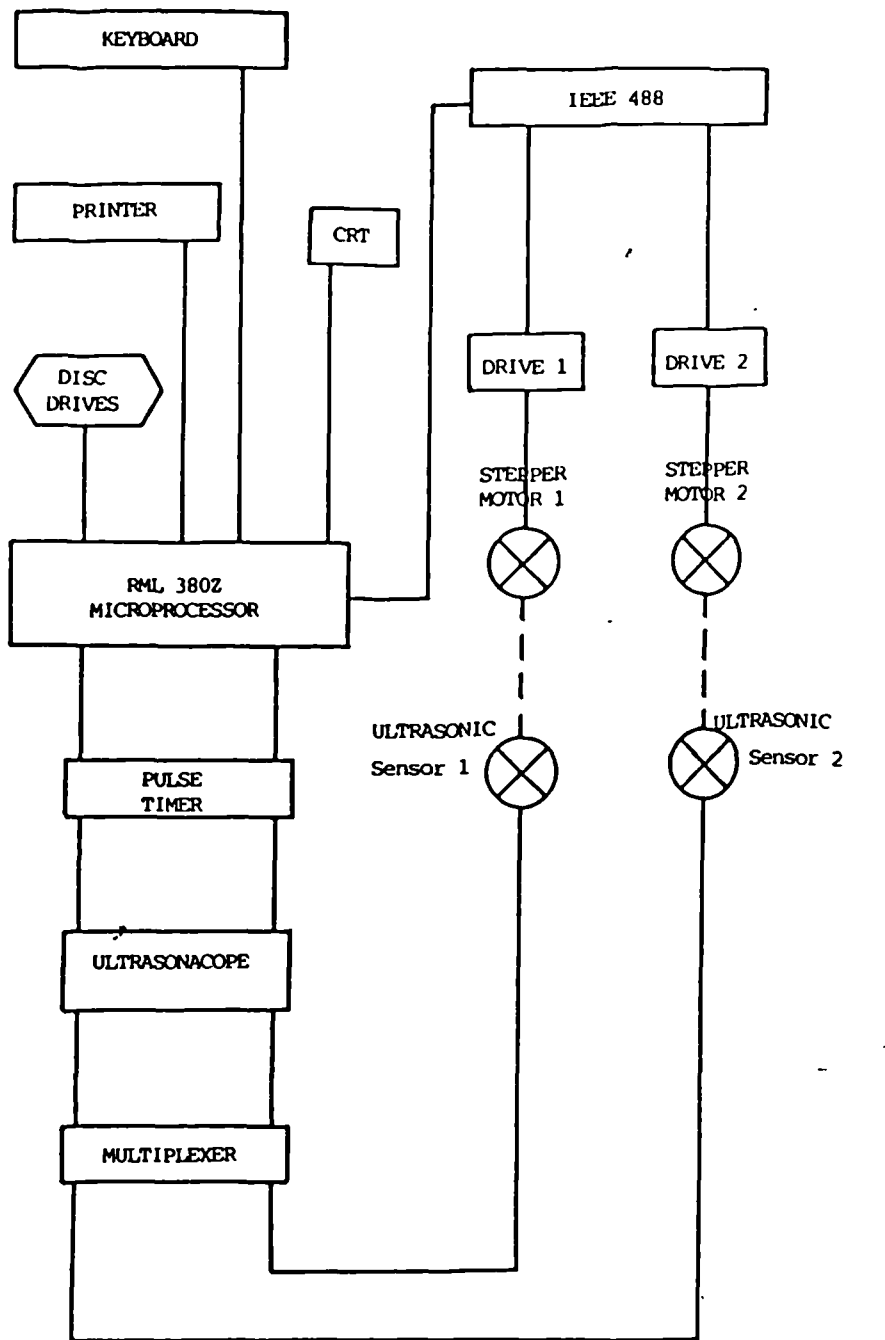 KEYBOARD
IEEE 488
PRINTER
CRT
DISC
DRIVES
DRIVE 1
DRIVE 2
STEPPER
MOTOR 1
STEPPER
MOTOR 2
RML 380Z
MICROPROCESSOR
ULTRASONIC
Sensor 1
ULTRASONIC
Sensor 2
PULSE
TIMER
ULTRASONACOPE
MULTIPLEXER